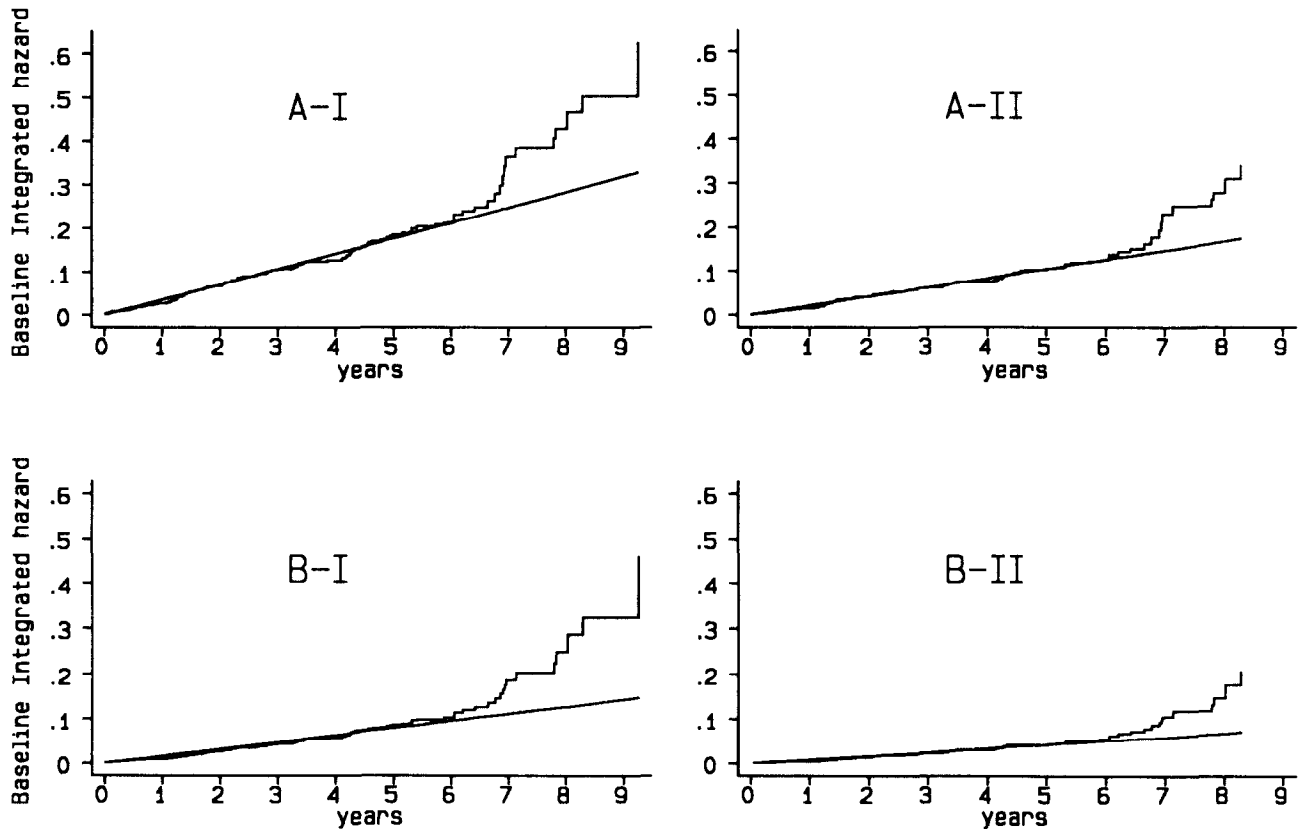 Baseline Integrated hazard
.6
.5
.4
.3
.2
.1
0
A-I
0 1 2 3 4 5 6 7 8 9
years
.6
.5
.4
.3
.2
.1
0
A-II
0 1 2 3 4 5 6 7 8 9
years
Baseline Integrated hazard
.6
.5
.4
.3
.2
.1
0
B-I
0 1 2 3 4 5 6 7 8 9
years
.6
.5
.4
.3
.2
.1
0
B-II
0 1 2 3 4 5 6 7 8 9
years